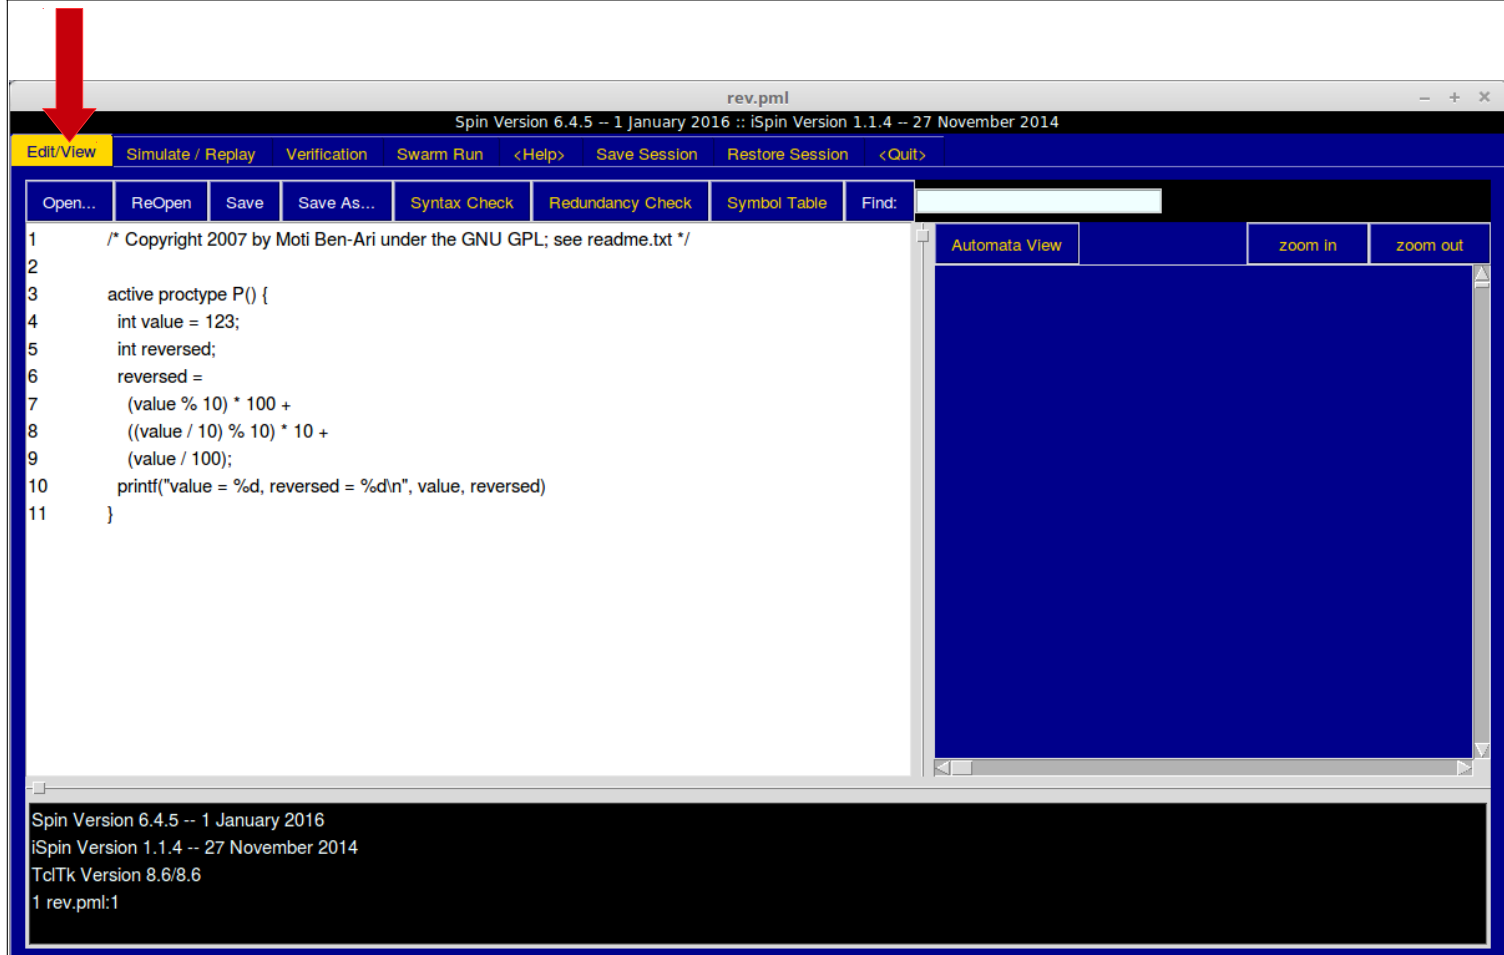 rev.pml
Spin Version 6.4.5 -- 1 January 2016 :: iSpin Version 1.1.4 -- 27 November 2014
Edit/View Simulate / Replay Verification Swarm Run <Help> Save Session Restore Session <Quit>
Open... ReOpen Save Save As... Syntax Check Redundancy Check Symbol Table Find:
Automata View zoom in zoom out
1 /* Copyright 2007 by Moti Ben-Ari under the GNU GPL; see readme.txt */
2
3 active proctype P() {
4 int value = 123;
5 int reversed;
6 reversed =
7 (value % 10) * 100 +
8 ((value / 10) % 10) * 10 +
9 (value / 100);
10 printf("value = %d, reversed = %d\n", value, reversed)
11 }
Spin Version 6.4.5 -- 1 January 2016
iSpin Version 1.1.4 -- 27 November 2014
TclTk Version 8.6/8.6
1 rev.pml:1